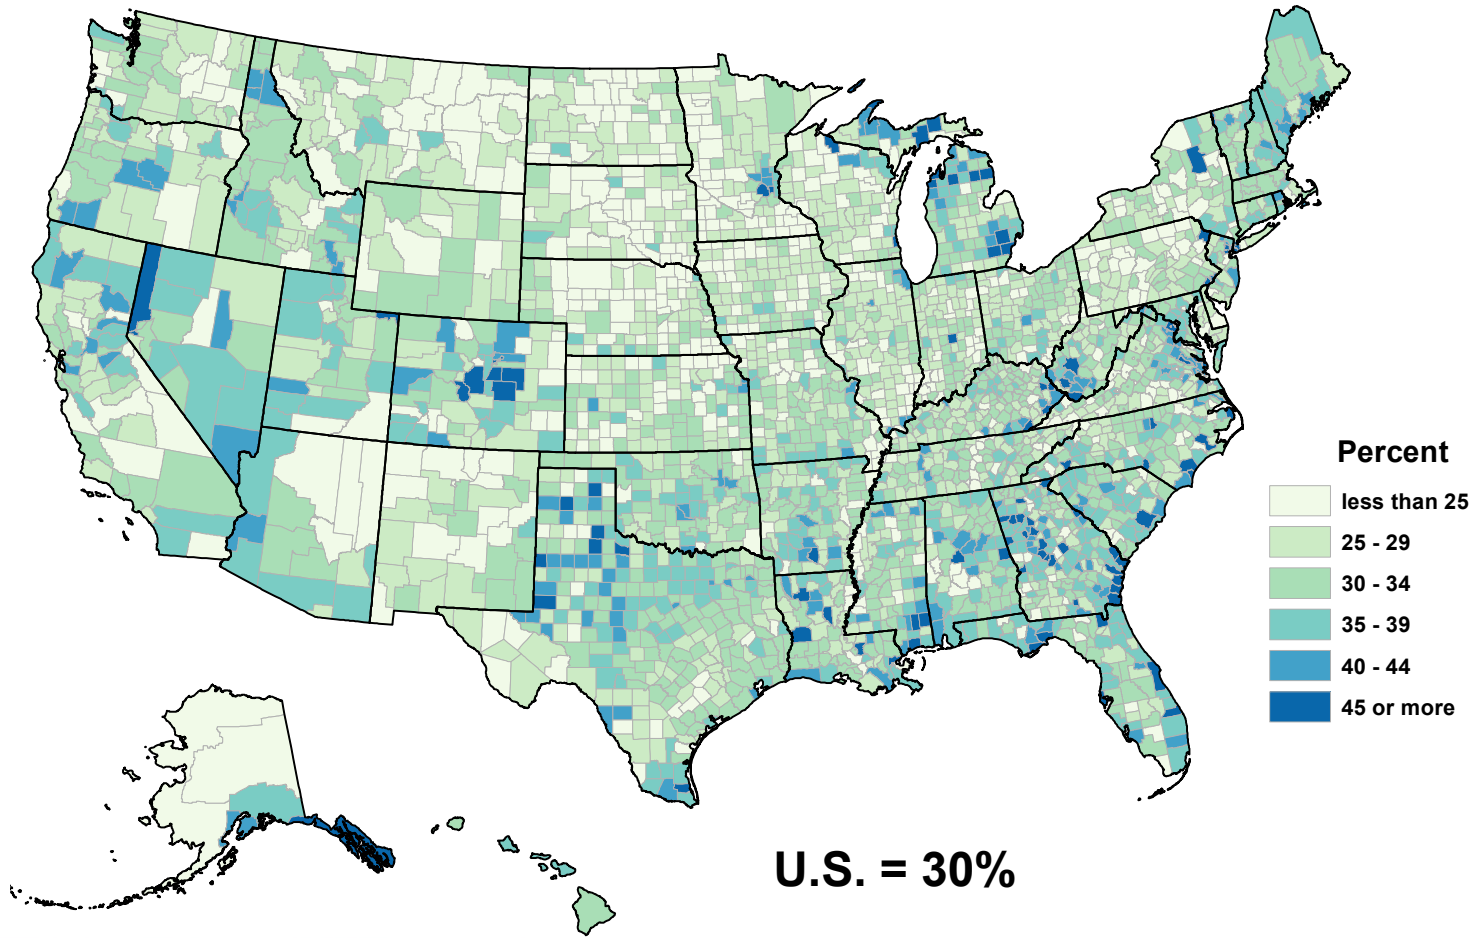 Percent
less than 25
25 - 29
30 - 34
35 - 39
40 - 44
45 or more
U.S. = 30%